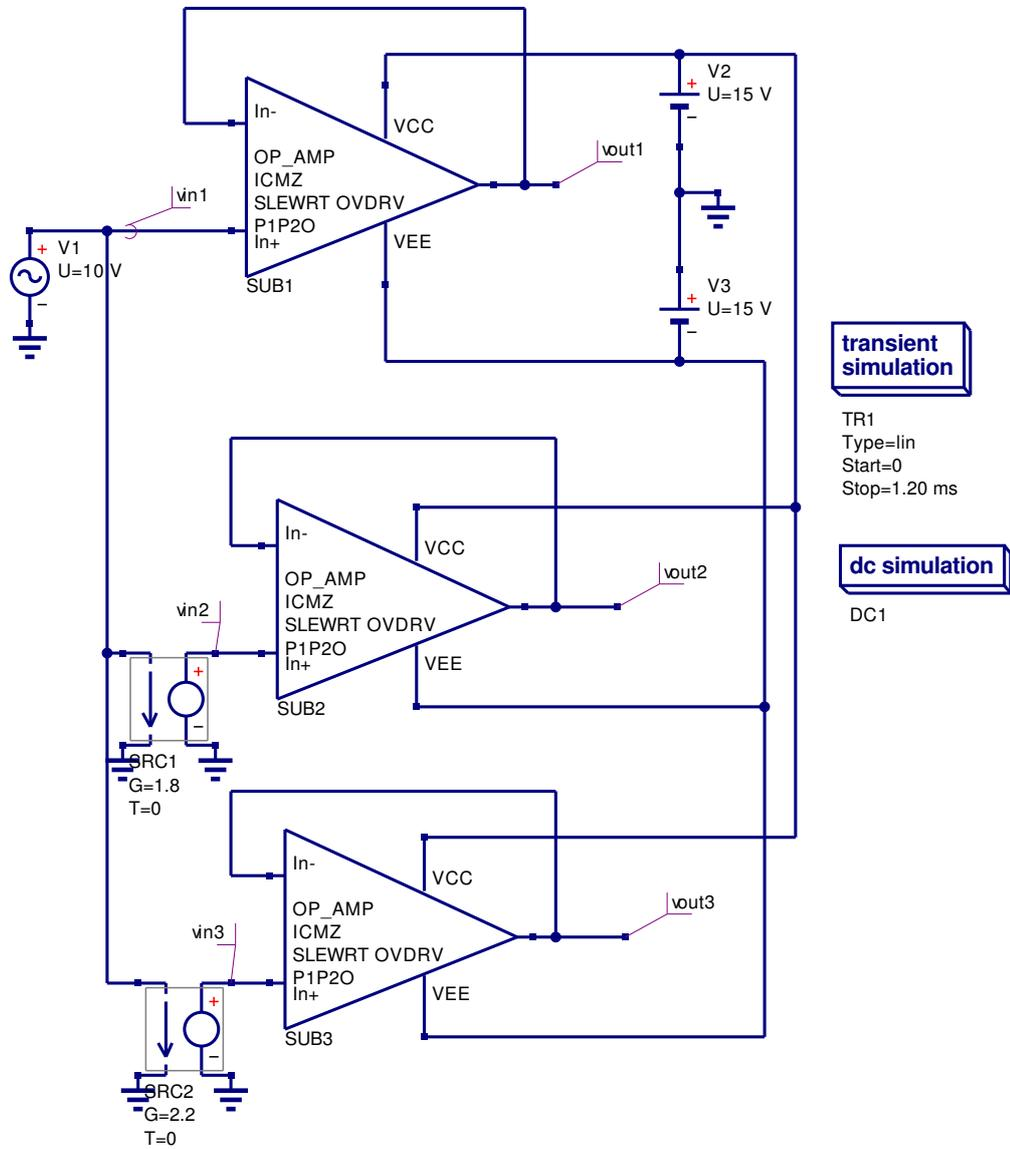 In-
VCC
OP_AMP
ICMZ
SLEWRT OVDRV
P1P2O
In+
VEE
SUB1
vin1
V1
U=10 V
+
−
vout1
V2
U=15 V
+
−
V3
U=15 V
+
−
transient
simulation
TR1
Type=lin
Start=0
Stop=1.20 ms
dc simulation
DC1
In-
VCC
OP_AMP
ICMZ
SLEWRT OVDRV
P1P2O
In+
VEE
SUB2
vin2
vout2
+
−
SRC1
G=1.8
T=0
In-
VCC
OP_AMP
ICMZ
SLEWRT OVDRV
P1P2O
In+
VEE
SUB3
vin3
vout3
+
−
SRC2
G=2.2
T=0